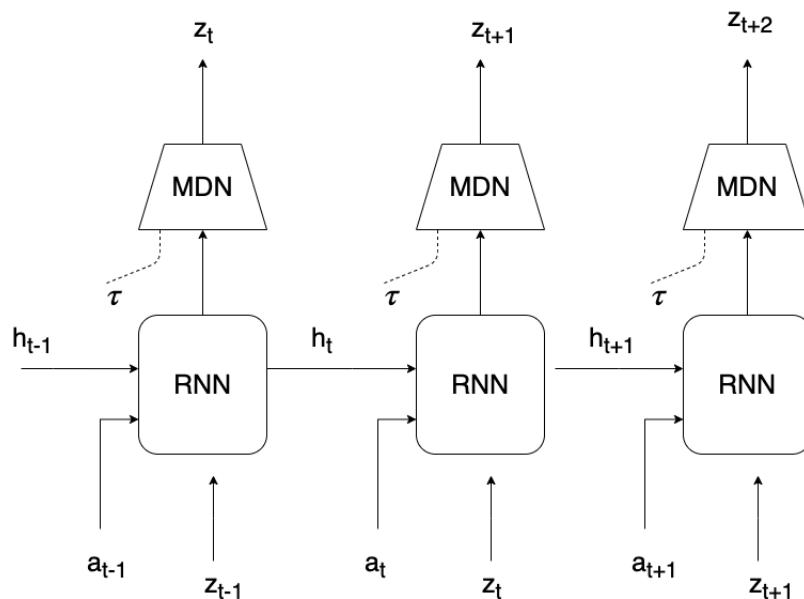 z_t z_{t+1} z_{t+2}
MDN MDN MDN
τ τ τ
h_{t-1} h_t h_{t+1}
RNN RNN RNN
a_{t-1} a_t a_{t+1}
z_{t-1} z_t z_{t+1}